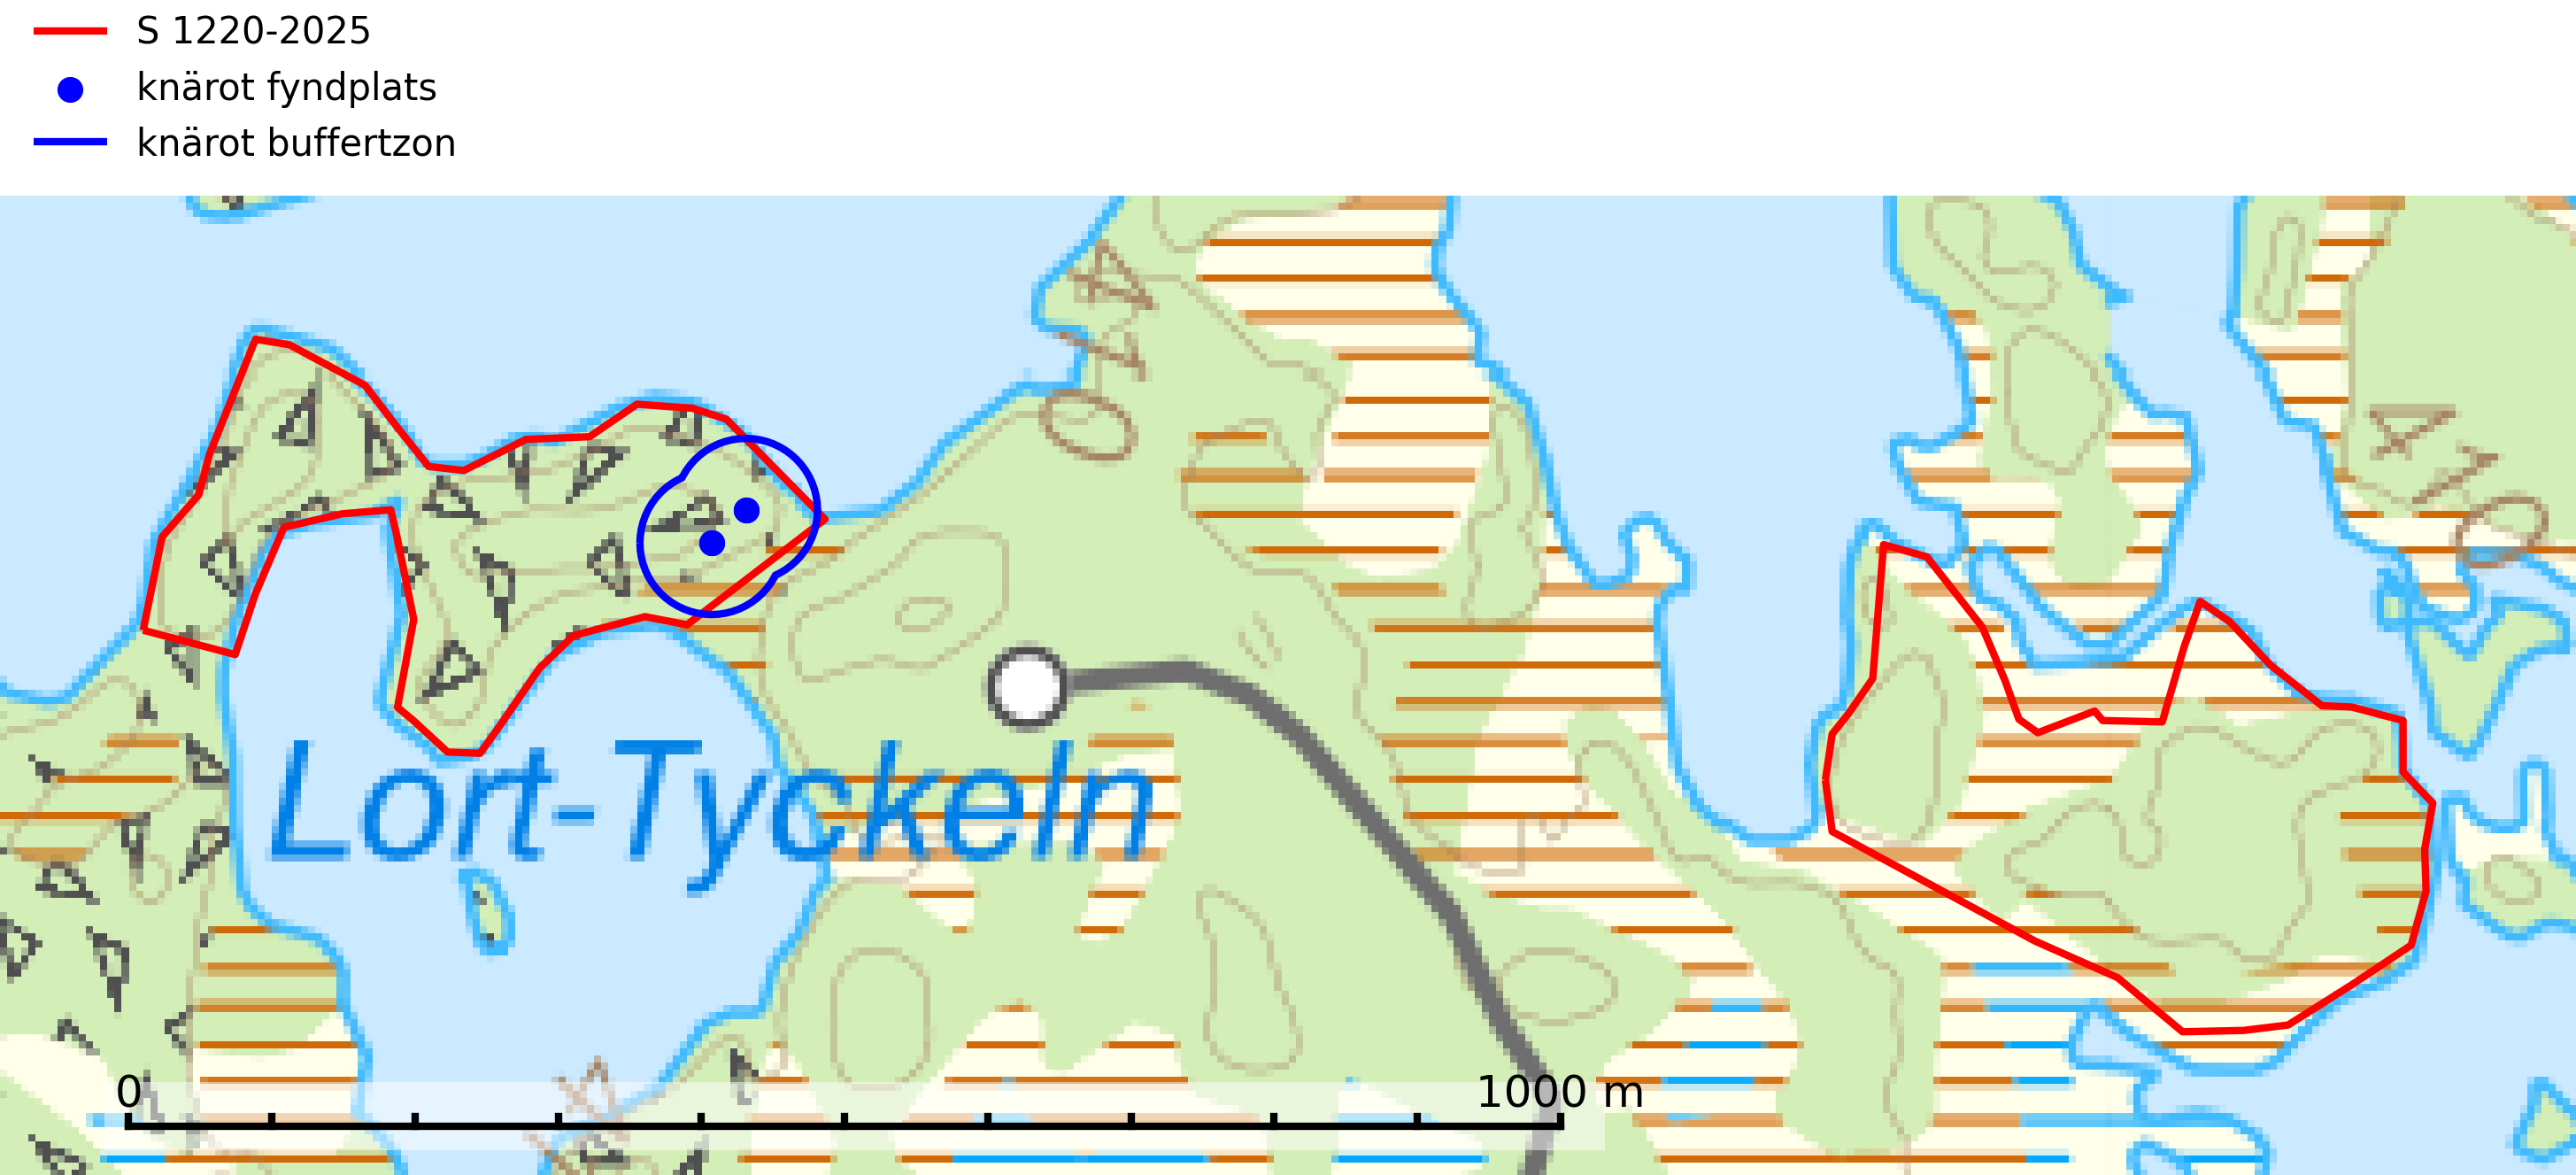 S 1220-2025
knärot fyndplats
knärot buffertzon
Lort-Tyckeln
0
1000 m